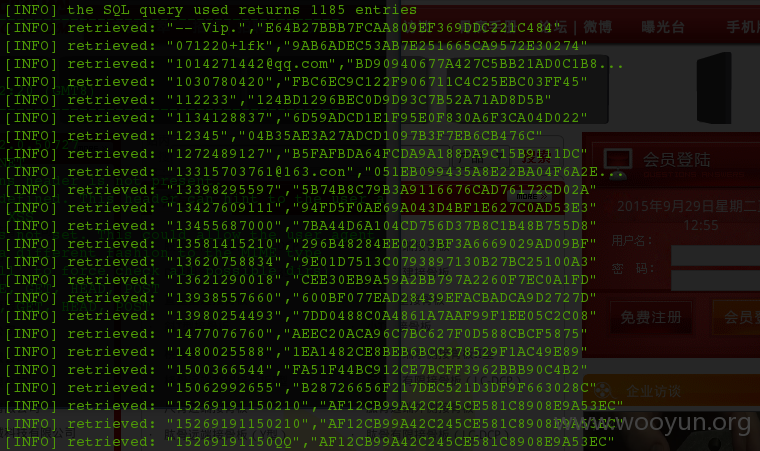 [INFO] the SQL query used returns 1185 entries
[INFO] retrieved: "-- Vip.","E64B27BBB7FCAA809EF369DDC221C484"
[INFO] retrieved: "071220+lfk","9AB6ADEC53AB7E251665CA9572E30274"
[INFO] retrieved: "1014271442@qq.com","BD90940677A427C5BB21AD0C1B8...
[INFO] retrieved: "1030780420","FBC6EC9C122F906711C4C25EBC03FF45"
[INFO] retrieved: "112233","124BD1296BEC0D9D93C7B52A71AD8D5B"
[INFO] retrieved: "1134128837","6D59ADCD1E1F95E0F830A6F3CA04D022"
[INFO] retrieved: "12345","04B35AE3A27ADCD1097B3F7EB6CB476C"
[INFO] retrieved: "1272489127","B5FAFBDA64FCDA9A188DA9C15B91E1DC"
[INFO] retrieved: "13315703761@163.con","051EB099435A8E22BA04F6A2E...
[INFO] retrieved: "13398295597","5B74B8C79B3A9116676CAD76172CD02A"
[INFO] retrieved: "13427609111","94FD5F0AE69A043D4BF1E627C0AD53E3"
[INFO] retrieved: "13455687000","7BA44D6A104CD756D37B8C1B48B755D8"
[INFO] retrieved: "13581415210","296B48284EE0203BF3A6669029AD09BF"
[INFO] retrieved: "13620758834","9E01D7513C0793897130B27BC25100A3"
[INFO] retrieved: "13621290018","CEE30EB9A59A2BB797A2260F7EC0A1FD"
[INFO] retrieved: "13938557660","600BF077EAD28439EFACBADCA9D2727D"
[INFO] retrieved: "13980254493","7DD0488C0A4861A7AAF99F1EE05C2C08"
[INFO] retrieved: "1477076760","AEEC20ACA96C7BC627F0D588CBCF5875"
[INFO] retrieved: "1480025588","1EA1482CE8BEB6BCC378529F1AC49E89"
[INFO] retrieved: "1500366544","FA51F44BC912CE7BCFF3962BBB90C4B2"
[INFO] retrieved: "15062992655","B28726656F217DEC521D3DF9F663028C"
[INFO] retrieved: "15269191150210","AF12CB99A42C245CE581C8908E9A53EC"
[INFO] retrieved: "15269191150210","AF12CB99A42C245CE581C8908E9A53EC"
[INFO] retrieved: "15269191150QQ","AF12CB99A42C245CE581C8908E9A53EC"
论坛 | 微博
曝光台
手机版
会员登陆
2015年9月29日星期二
12:55
用户名：
密 码：
免费注册
会员登
企业访谈
www.wooyun.org